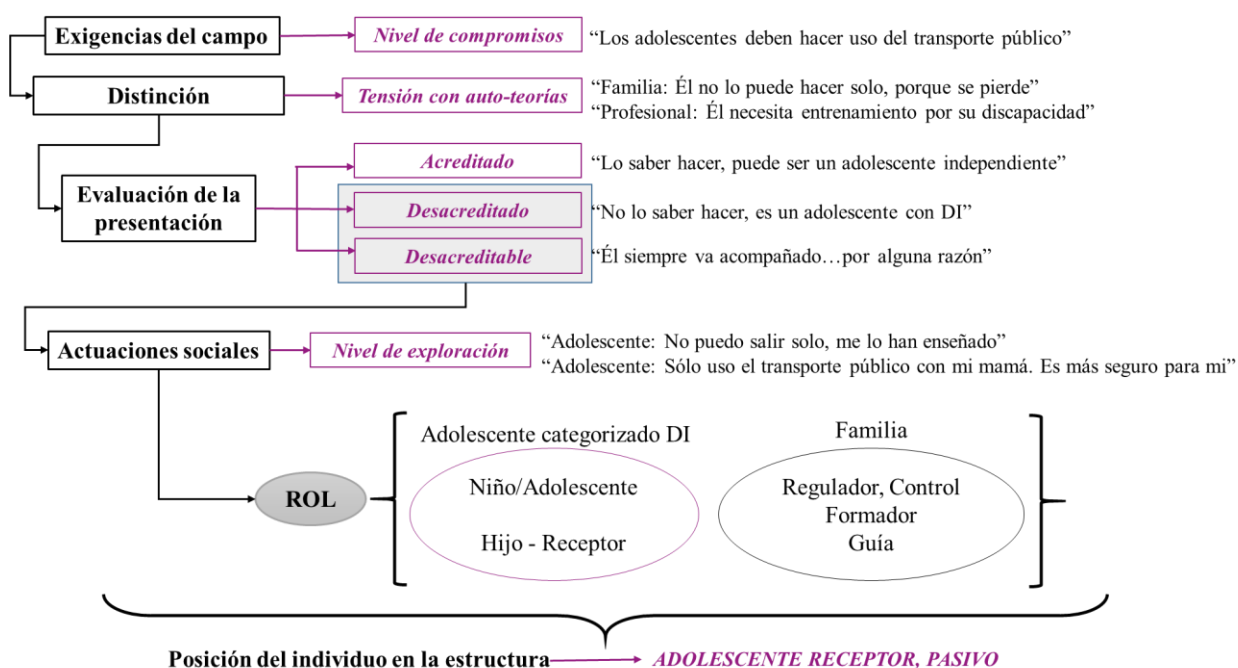 Exigencias del campo
Nivel de compromisos
“Los adolescentes deben hacer uso del transporte público”
Distinción
Tensión con auto-teorías
“Familia: Él no lo puede hacer solo, porque se pierde”
“Profesional: Él necesita entrenamiento por su discapacidad”
Evaluación de la
presentación
Acreditado
“Lo saber hacer, puede ser un adolescente independiente”
Desacreditado
“No lo saber hacer, es un adolescente con DI”
Desacreditable
“Él siempre va acompañado…por alguna razón”
Actuaciones sociales
Nivel de exploración
“Adolescente: No puedo salir solo, me lo han enseñado”
“Adolescente: Sólo uso el transporte público con mi mamá. Es más seguro para mi”
ROL
Adolescente categorizado DI
Niño/Adolescente
Hijo - Receptor
Familia
Regulador, Control
Formador
Guía
Posición del individuo en la estructura
ADOLESCENTE RECEPTOR, PASIVO